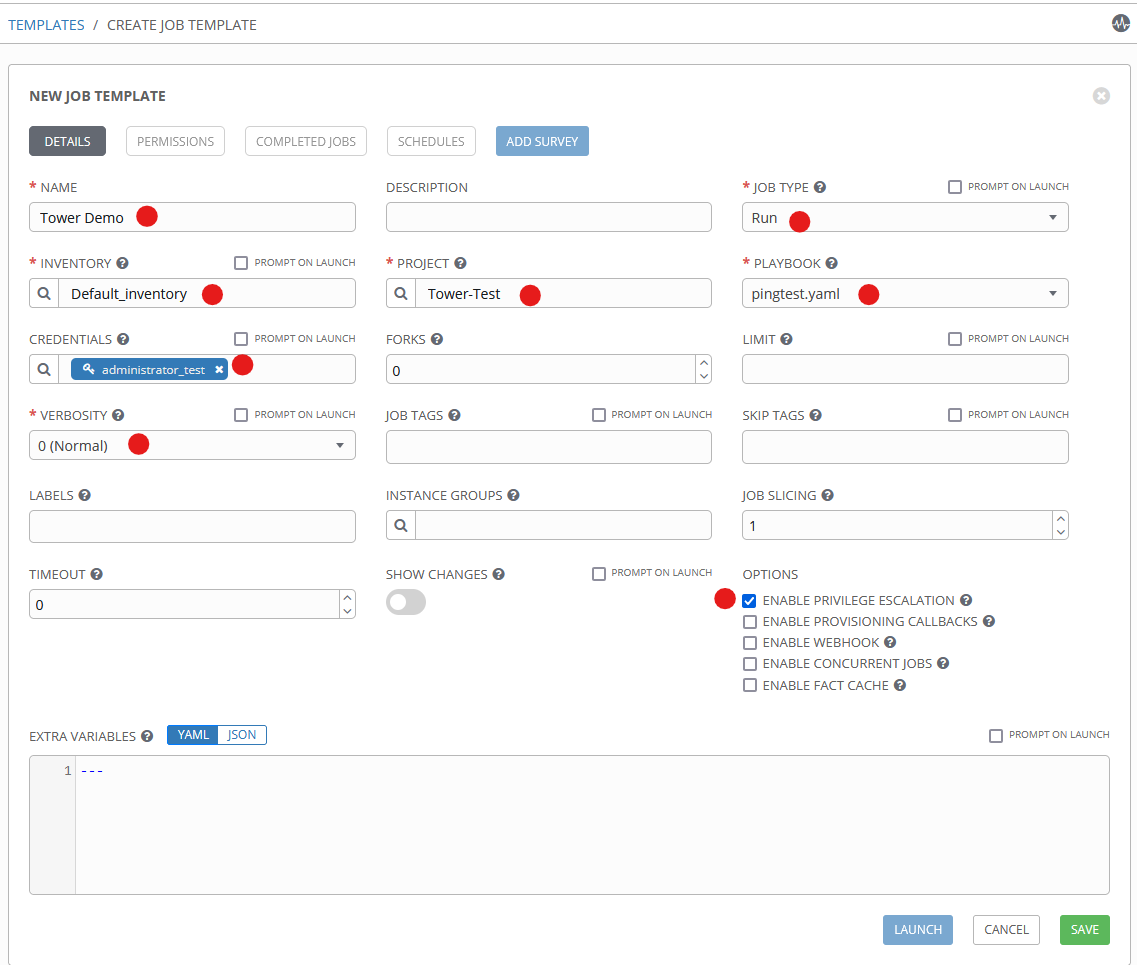 TEMPLATES / CREATE JOB TEMPLATE
NEW JOB TEMPLATE
DETAILS PERMISSIONS COMPLETED JOBS SCHEDULES ADD SURVEY
* NAME DESCRIPTION * JOB TYPE PROMPT ON LAUNCH
Tower Demo Run
* INVENTORY PROMPT ON LAUNCH * PROJECT * PLAYBOOK
Default_inventory Tower-Test pingtest.yaml
CREDENTIALS PROMPT ON LAUNCH FORKS LIMIT PROMPT ON LAUNCH
administrator_test 0
* VERBOSITY PROMPT ON LAUNCH JOB TAGS PROMPT ON LAUNCH SKIP TAGS PROMPT ON LAUNCH
0 (Normal)
LABELS INSTANCE GROUPS JOB SLICING
1
TIMEOUT SHOW CHANGES PROMPT ON LAUNCH OPTIONS
0 ENABLE PRIVILEGE ESCALATION
ENABLE PROVISIONING CALLBACKS
ENABLE WEBHOOK
ENABLE CONCURRENT JOBS
ENABLE FACT CACHE
EXTRA VARIABLES YAML JSON PROMPT ON LAUNCH
1 ---
LAUNCH CANCEL SAVE